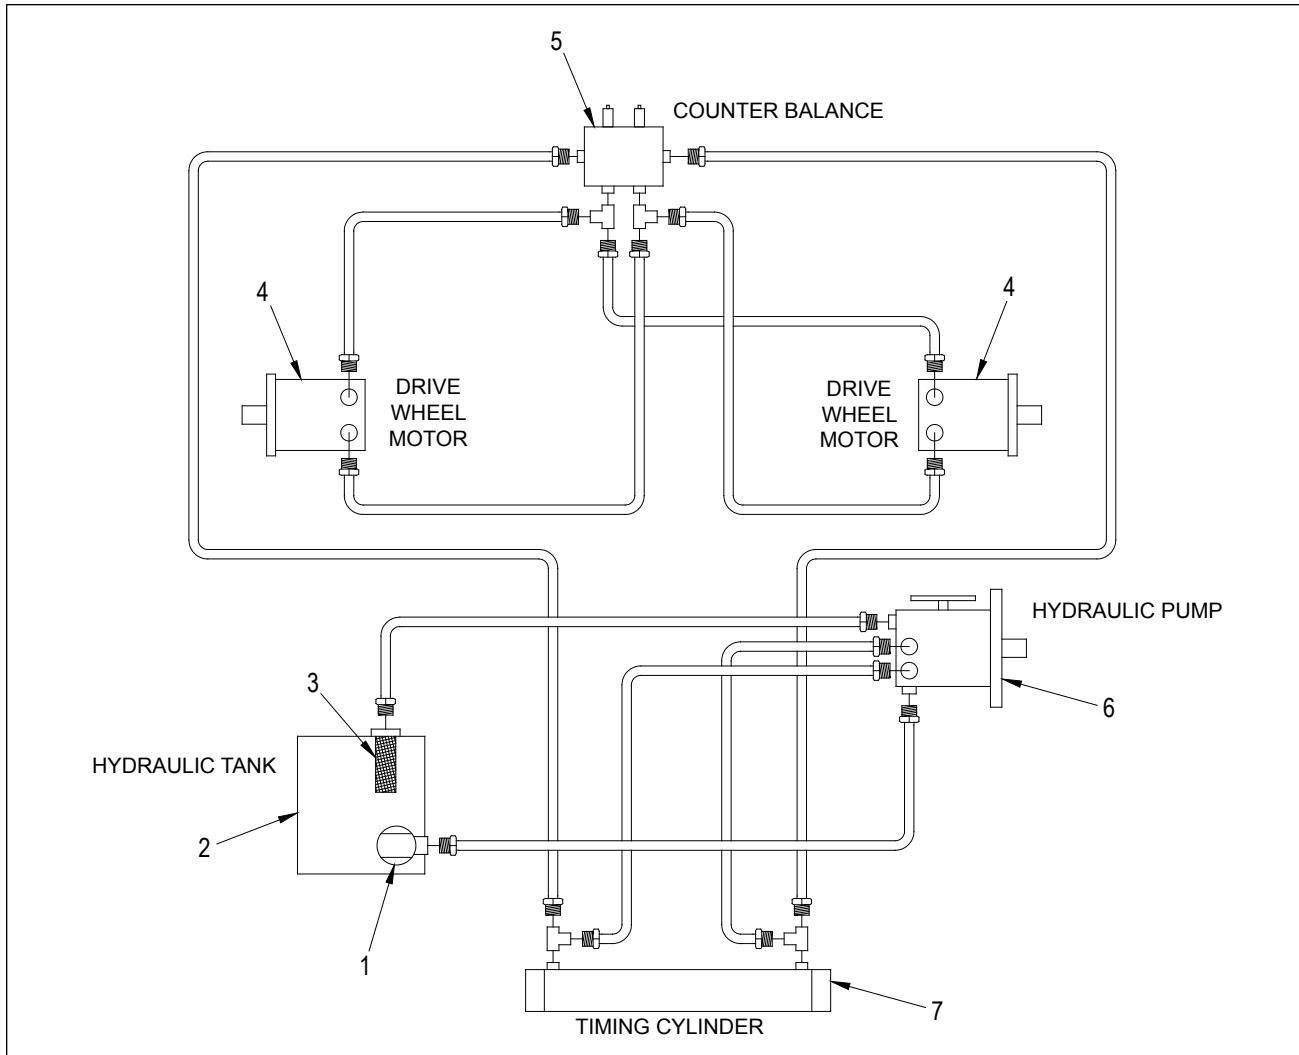 5
COUNTER BALANCE
4
4
DRIVE
WHEEL
MOTOR
DRIVE
WHEEL
MOTOR
HYDRAULIC PUMP
3
6
HYDRAULIC TANK
2
1
7
TIMING CYLINDER